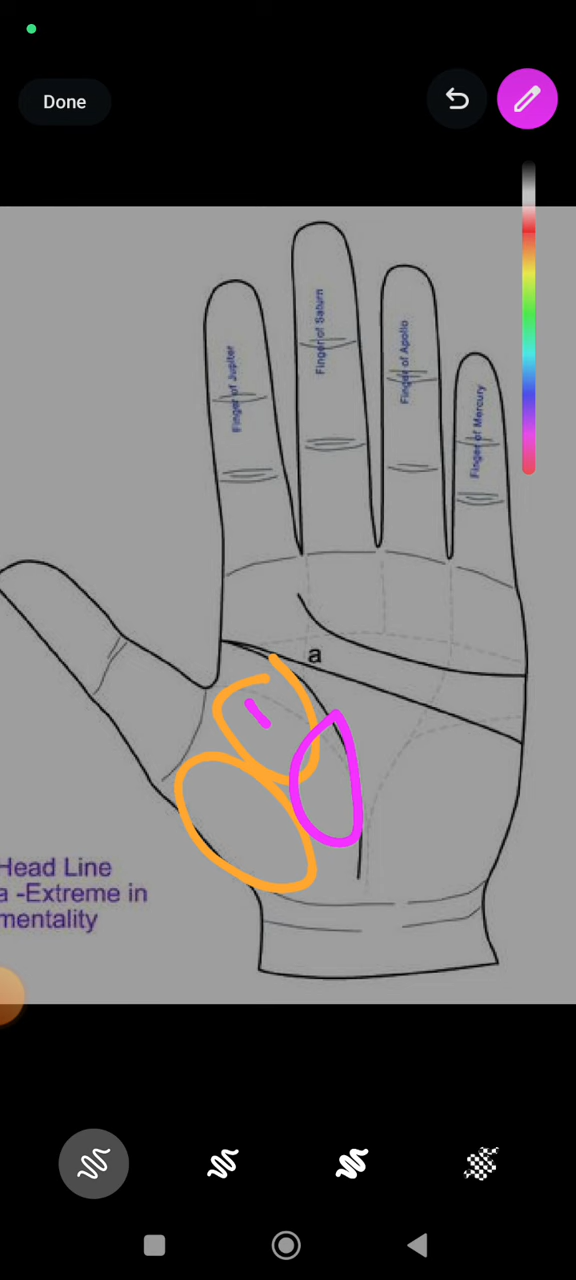 Done
Finger of Jupiter
Finger of Saturn
Finger of Apollo
Finger of Mercury
a
Head Line
a -Extreme in
mentality